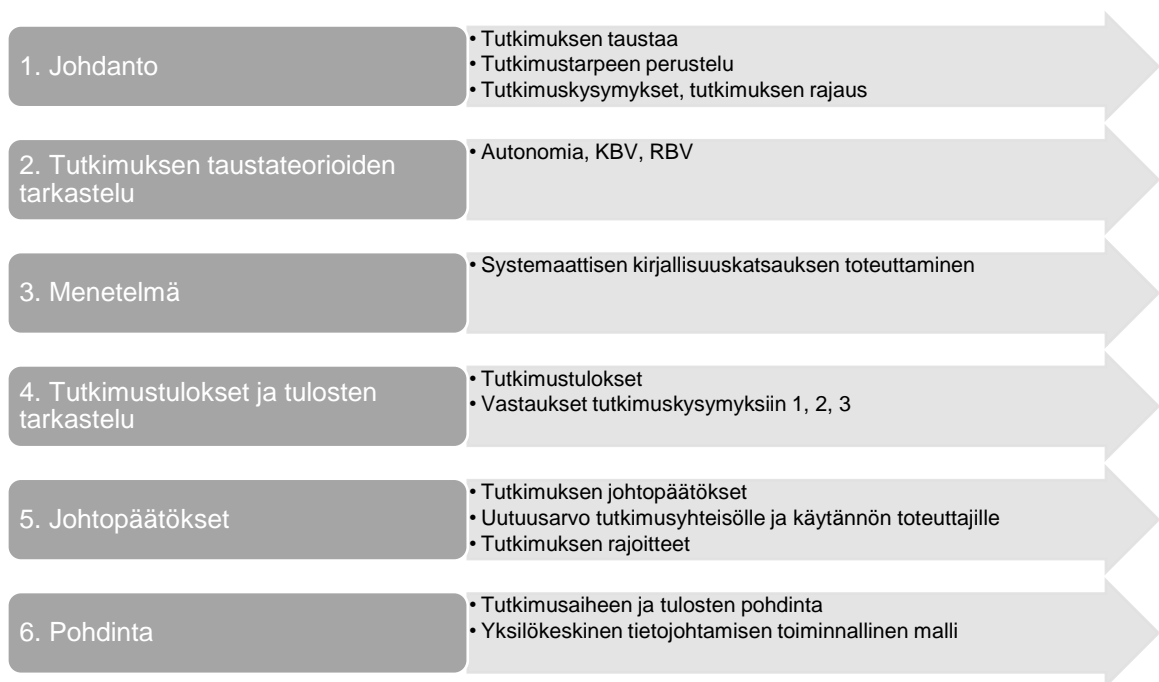 1. Johdanto
• Tutkimuksen taustaa
• Tutkimustarpeen perustelu
• Tutkimuskysymykset, tutkimuksen rajaus
2. Tutkimuksen taustateorioiden
tarkastelu
• Autonomia, KBV, RBV
3. Menetelmä
• Systemaattisen kirjallisuuskatsauksen toteuttaminen
4. Tutkimustulokset ja tulosten
tarkastelu
• Tutkimustulokset
• Vastaukset tutkimuskysymyksiin 1, 2, 3
5. Johtopäätökset
• Tutkimuksen johtopäätökset
• Uutuusarvo tutkimusyhteisölle ja käytännön toteuttajille
• Tutkimuksen rajoitteet
6. Pohdinta
• Tutkimusaiheen ja tulosten pohdinta
• Yksilökeskinen tietojohtamisen toiminnallinen malli